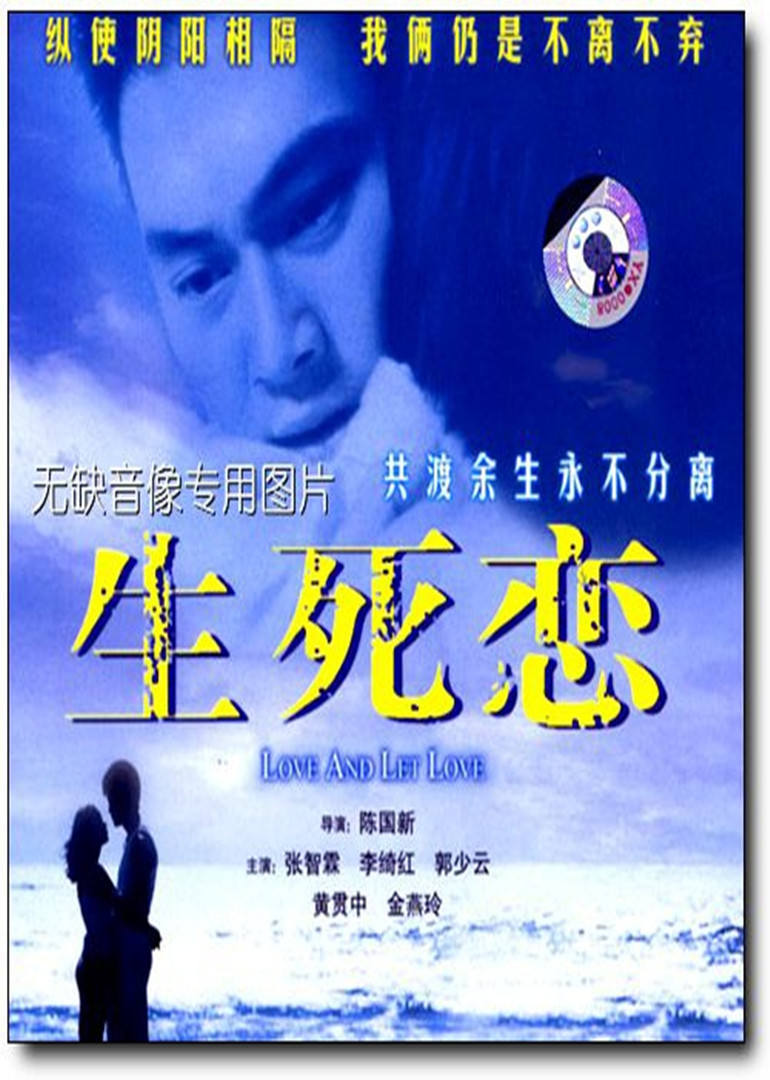 纵使阴阳相隔 我俩仍是不离不弃
YX●0008
无缺音像专用图片 共渡余生永不分离
生死恋
LOVE AND LET LOVE
导演：陈国新
主演：张智霖 李绮红 郭少云
黄贯中 金燕玲